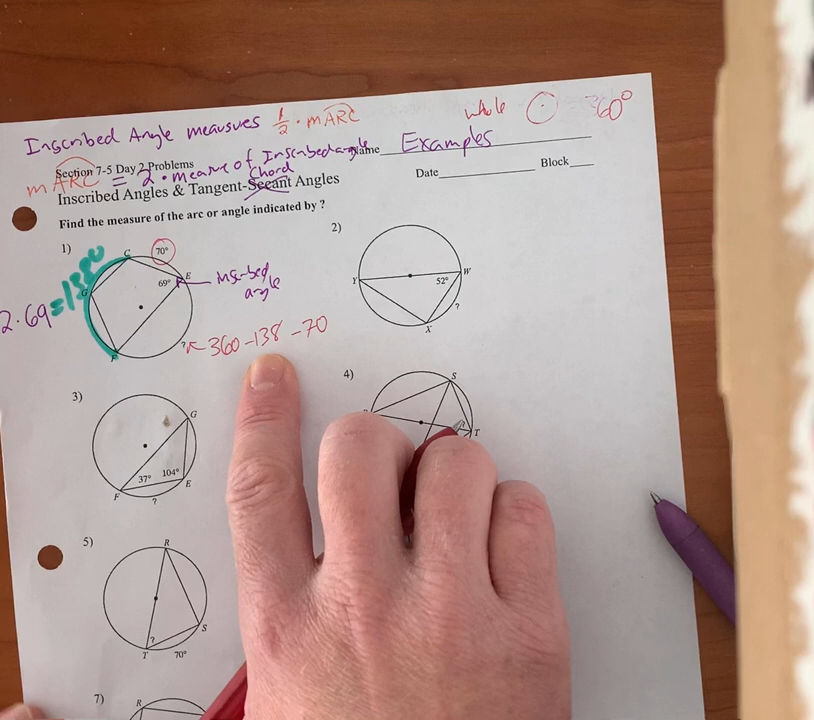 Inscribed Angle meausures 1/2 · mARC
whole 360°
Name Examples
Section 7-5 Day 2 Problems
mARC = 2 · measure of Inscribed angle
Chord
Inscribed Angles & Tangent-Secant Angles
Date Block
Find the measure of the arc or angle indicated by ?
1)
C 70°
E
69°
G
F
?
2·69=138°
Inscribed
angle
360-138-70
2)
Y W
52°
?
X
3)
G
37° 104°
F E
?
4)
S
?
T
5)
R
?
S
T 70°
7)
R